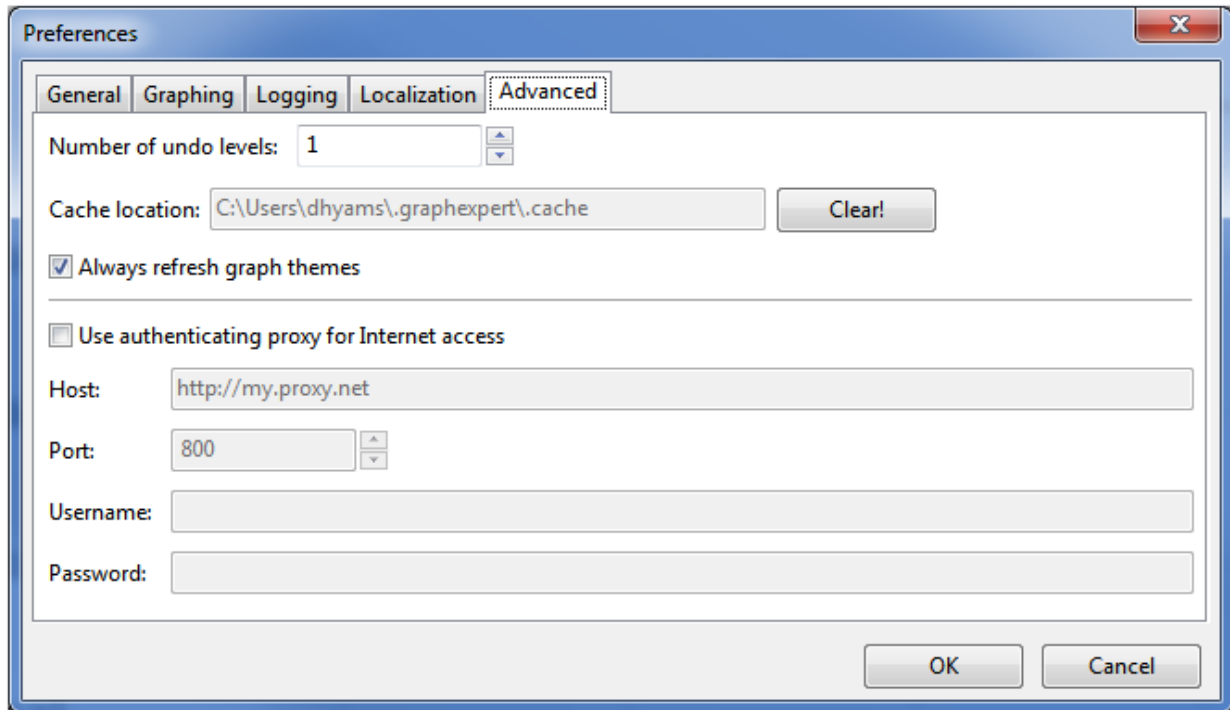 Preferences
General Graphing Logging Localization Advanced
Number of undo levels: 1
Cache location: C:\Users\dhyams\.graphexpert\.cache Clear!
Always refresh graph themes
Use authenticating proxy for Internet access
Host: http://my.proxy.net
Port: 800
Username:
Password:
OK Cancel